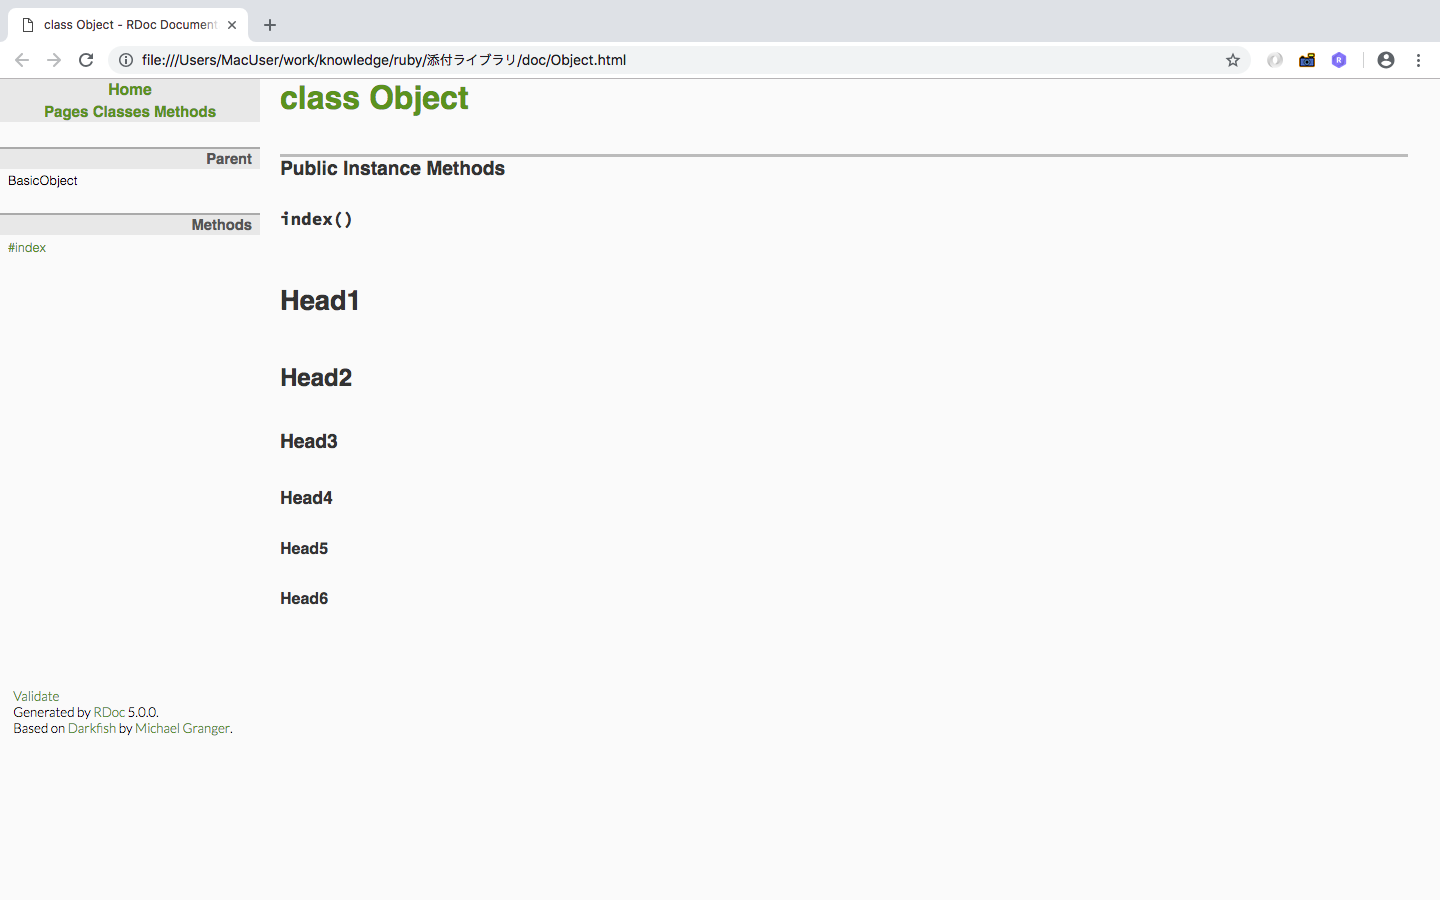 class Object - RDoc Document
file:///Users/MacUser/work/knowledge/ruby/添付ライブラリ/doc/Object.html
Home
Pages Classes Methods
Parent
BasicObject
Methods
#index
Validate
Generated by RDoc 5.0.0.
Based on Darkfish by Michael Granger.
class Object
Public Instance Methods
index()
Head1
Head2
Head3
Head4
Head5
Head6